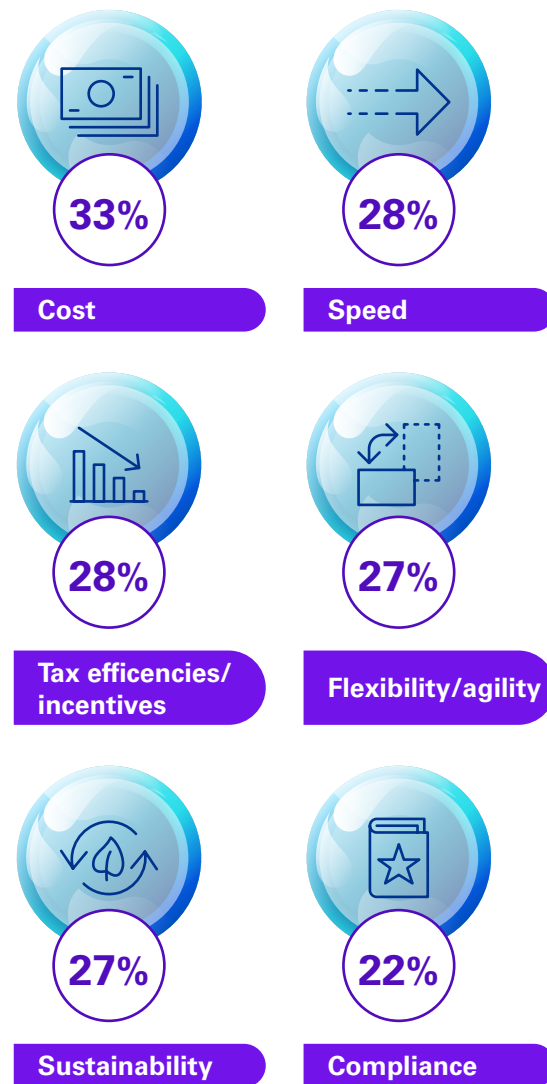 33%
28%
Cost
Speed
28%
27%
Tax efficencies/
incentives
Flexibility/agility
27%
22%
Sustainability
Compliance